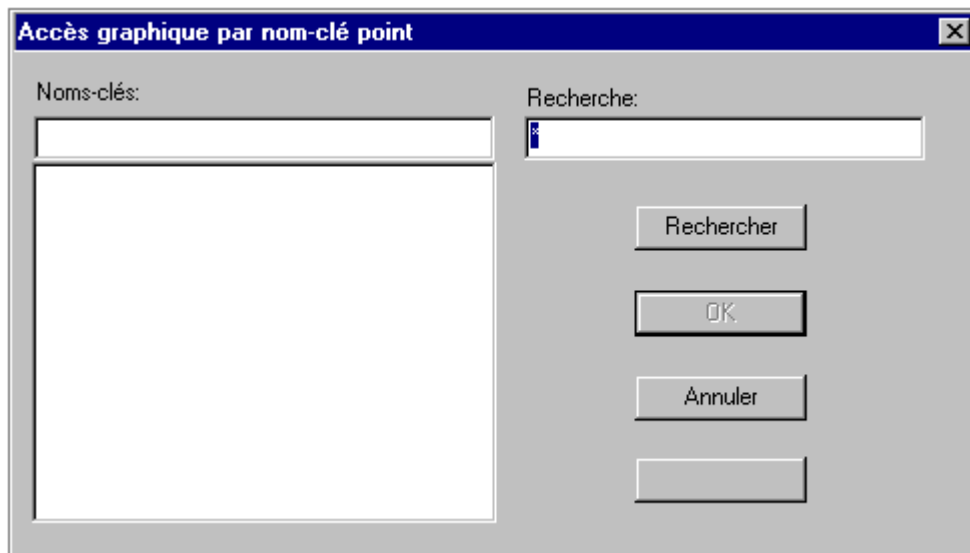 Accès graphique par nom-clé point
Noms-clés:
Recherche:
*
Rechercher
OK
Annuler